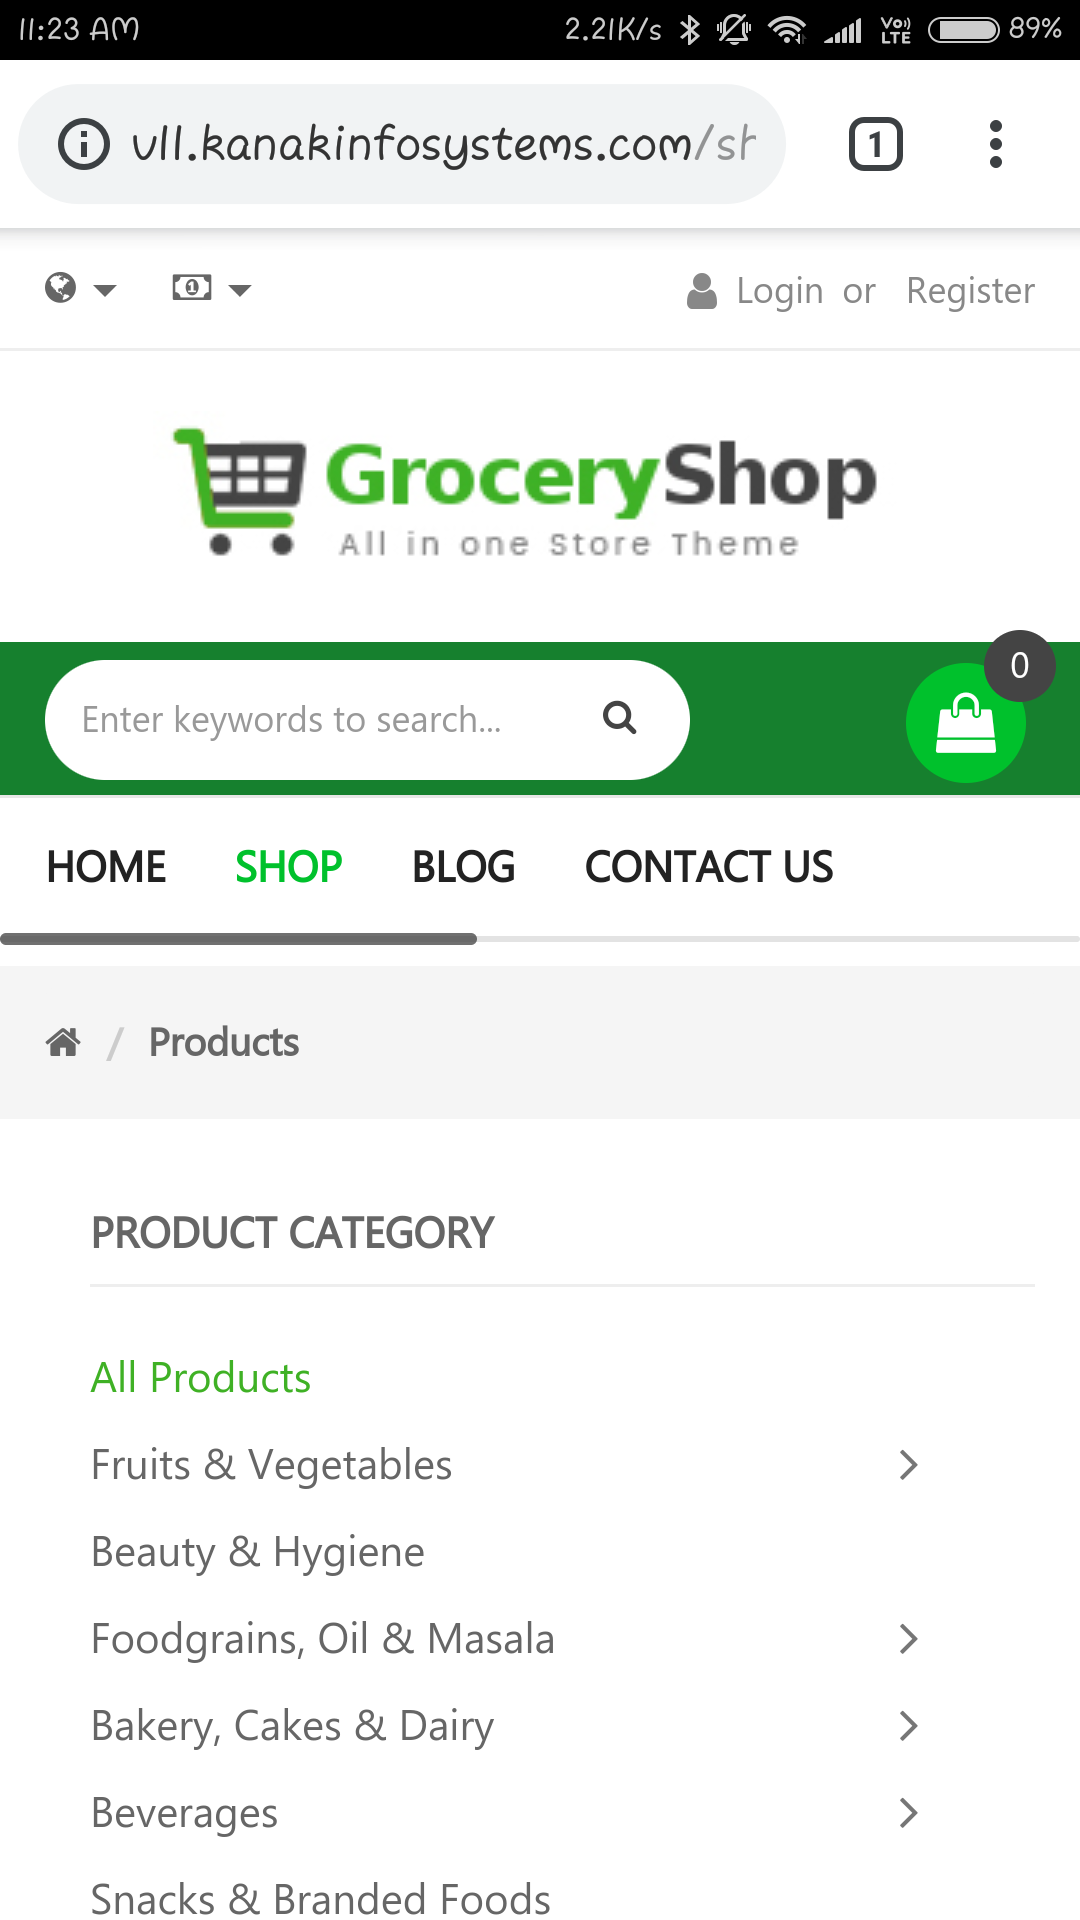 11:23 AM 2.21K/s VO LTE 89%
v11.kanakinfosystems.com/sh 1
Login or Register
GroceryShop
All in one Store Theme
0
Enter keywords to search...
HOME SHOP BLOG CONTACT US
/ Products
PRODUCT CATEGORY
All Products
Fruits & Vegetables
Beauty & Hygiene
Foodgrains, Oil & Masala
Bakery, Cakes & Dairy
Beverages
Snacks & Branded Foods